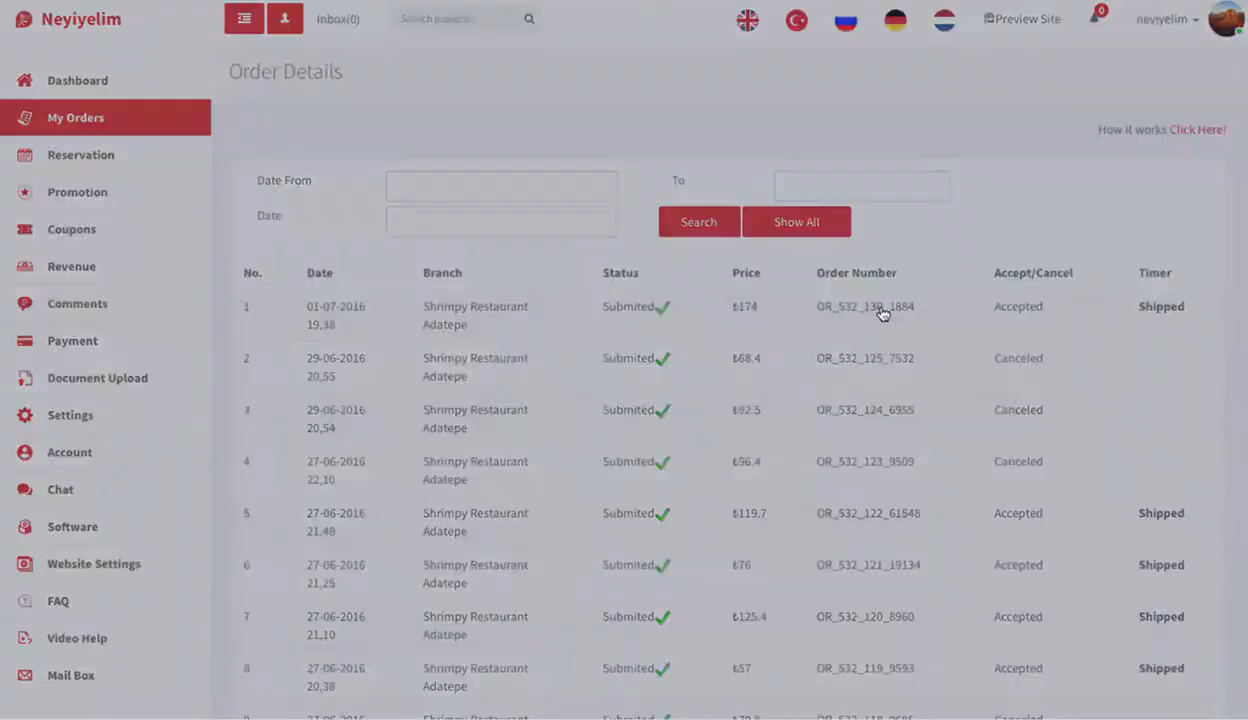 Neyiyelim
Inbox(0)
Search projects...
Preview Site
0
neyiyelim
Order Details
Dashboard
My Orders
Reservation
Promotion
Coupons
Revenue
Comments
Payment
Document Upload
Settings
Account
Chat
Software
Website Settings
FAQ
Video Help
Mail Box
How it works Click Here!
Date From To
Date Search Show All
No. Date Branch Status Price Order Number Accept/Cancel Timer
1 01-07-2016 Shrimpy Restaurant Submited ₺174 Accepted Shipped
19,38 Adatepe
2 29-06-2016 Shrimpy Restaurant Submited ₺68.4 OR_532_125_7532 Canceled
20,55 Adatepe
3 29-06-2016 Shrimpy Restaurant Submited ₺92.5 OR_532_124_6955 Canceled
20,54 Adatepe
4 27-06-2016 Shrimpy Restaurant Submited ₺96.4 OR_532_123_9509 Canceled
22,10 Adatepe
5 27-06-2016 Shrimpy Restaurant Submited ₺119.7 OR_532_122_61548 Accepted Shipped
21,48 Adatepe
6 27-06-2016 Shrimpy Restaurant Submited ₺76 OR_532_121_19134 Accepted Shipped
21,25 Adatepe
7 27-06-2016 Shrimpy Restaurant Submited ₺125.4 OR_532_120_8960 Accepted Shipped
21,10 Adatepe
8 27-06-2016 Shrimpy Restaurant Submited ₺57 OR_532_119_9593 Accepted Shipped
20,38 Adatepe